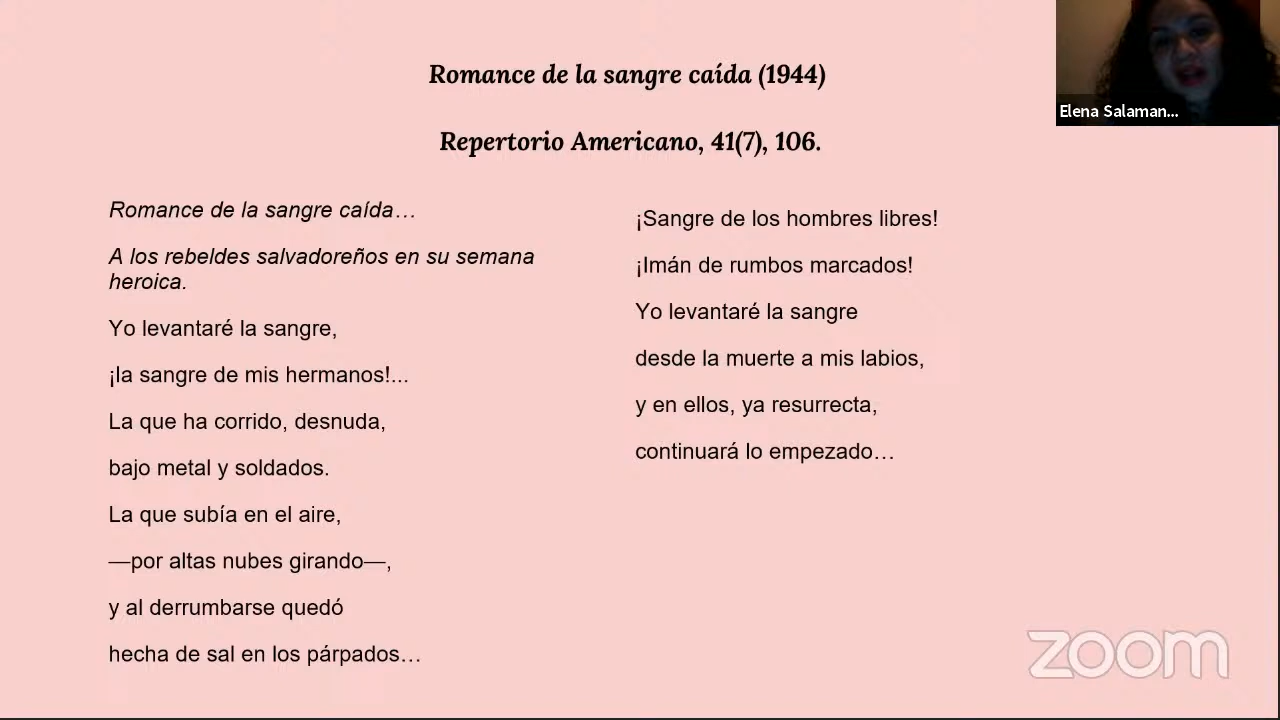 Romance de la sangre caída (1944)
Repertorio Americano, 41(7), 106.
Elena Salaman...
Romance de la sangre caída…
A los rebeldes salvadoreños en su semana
heroica.
Yo levantaré la sangre,
¡la sangre de mis hermanos!...
La que ha corrido, desnuda,
bajo metal y soldados.
La que subía en el aire,
—por altas nubes girando—,
y al derrumbarse quedó
hecha de sal en los párpados…
¡Sangre de los hombres libres!
¡Imán de rumbos marcados!
Yo levantaré la sangre
desde la muerte a mis labios,
y en ellos, ya resurrecta,
continuará lo empezado…
zoom